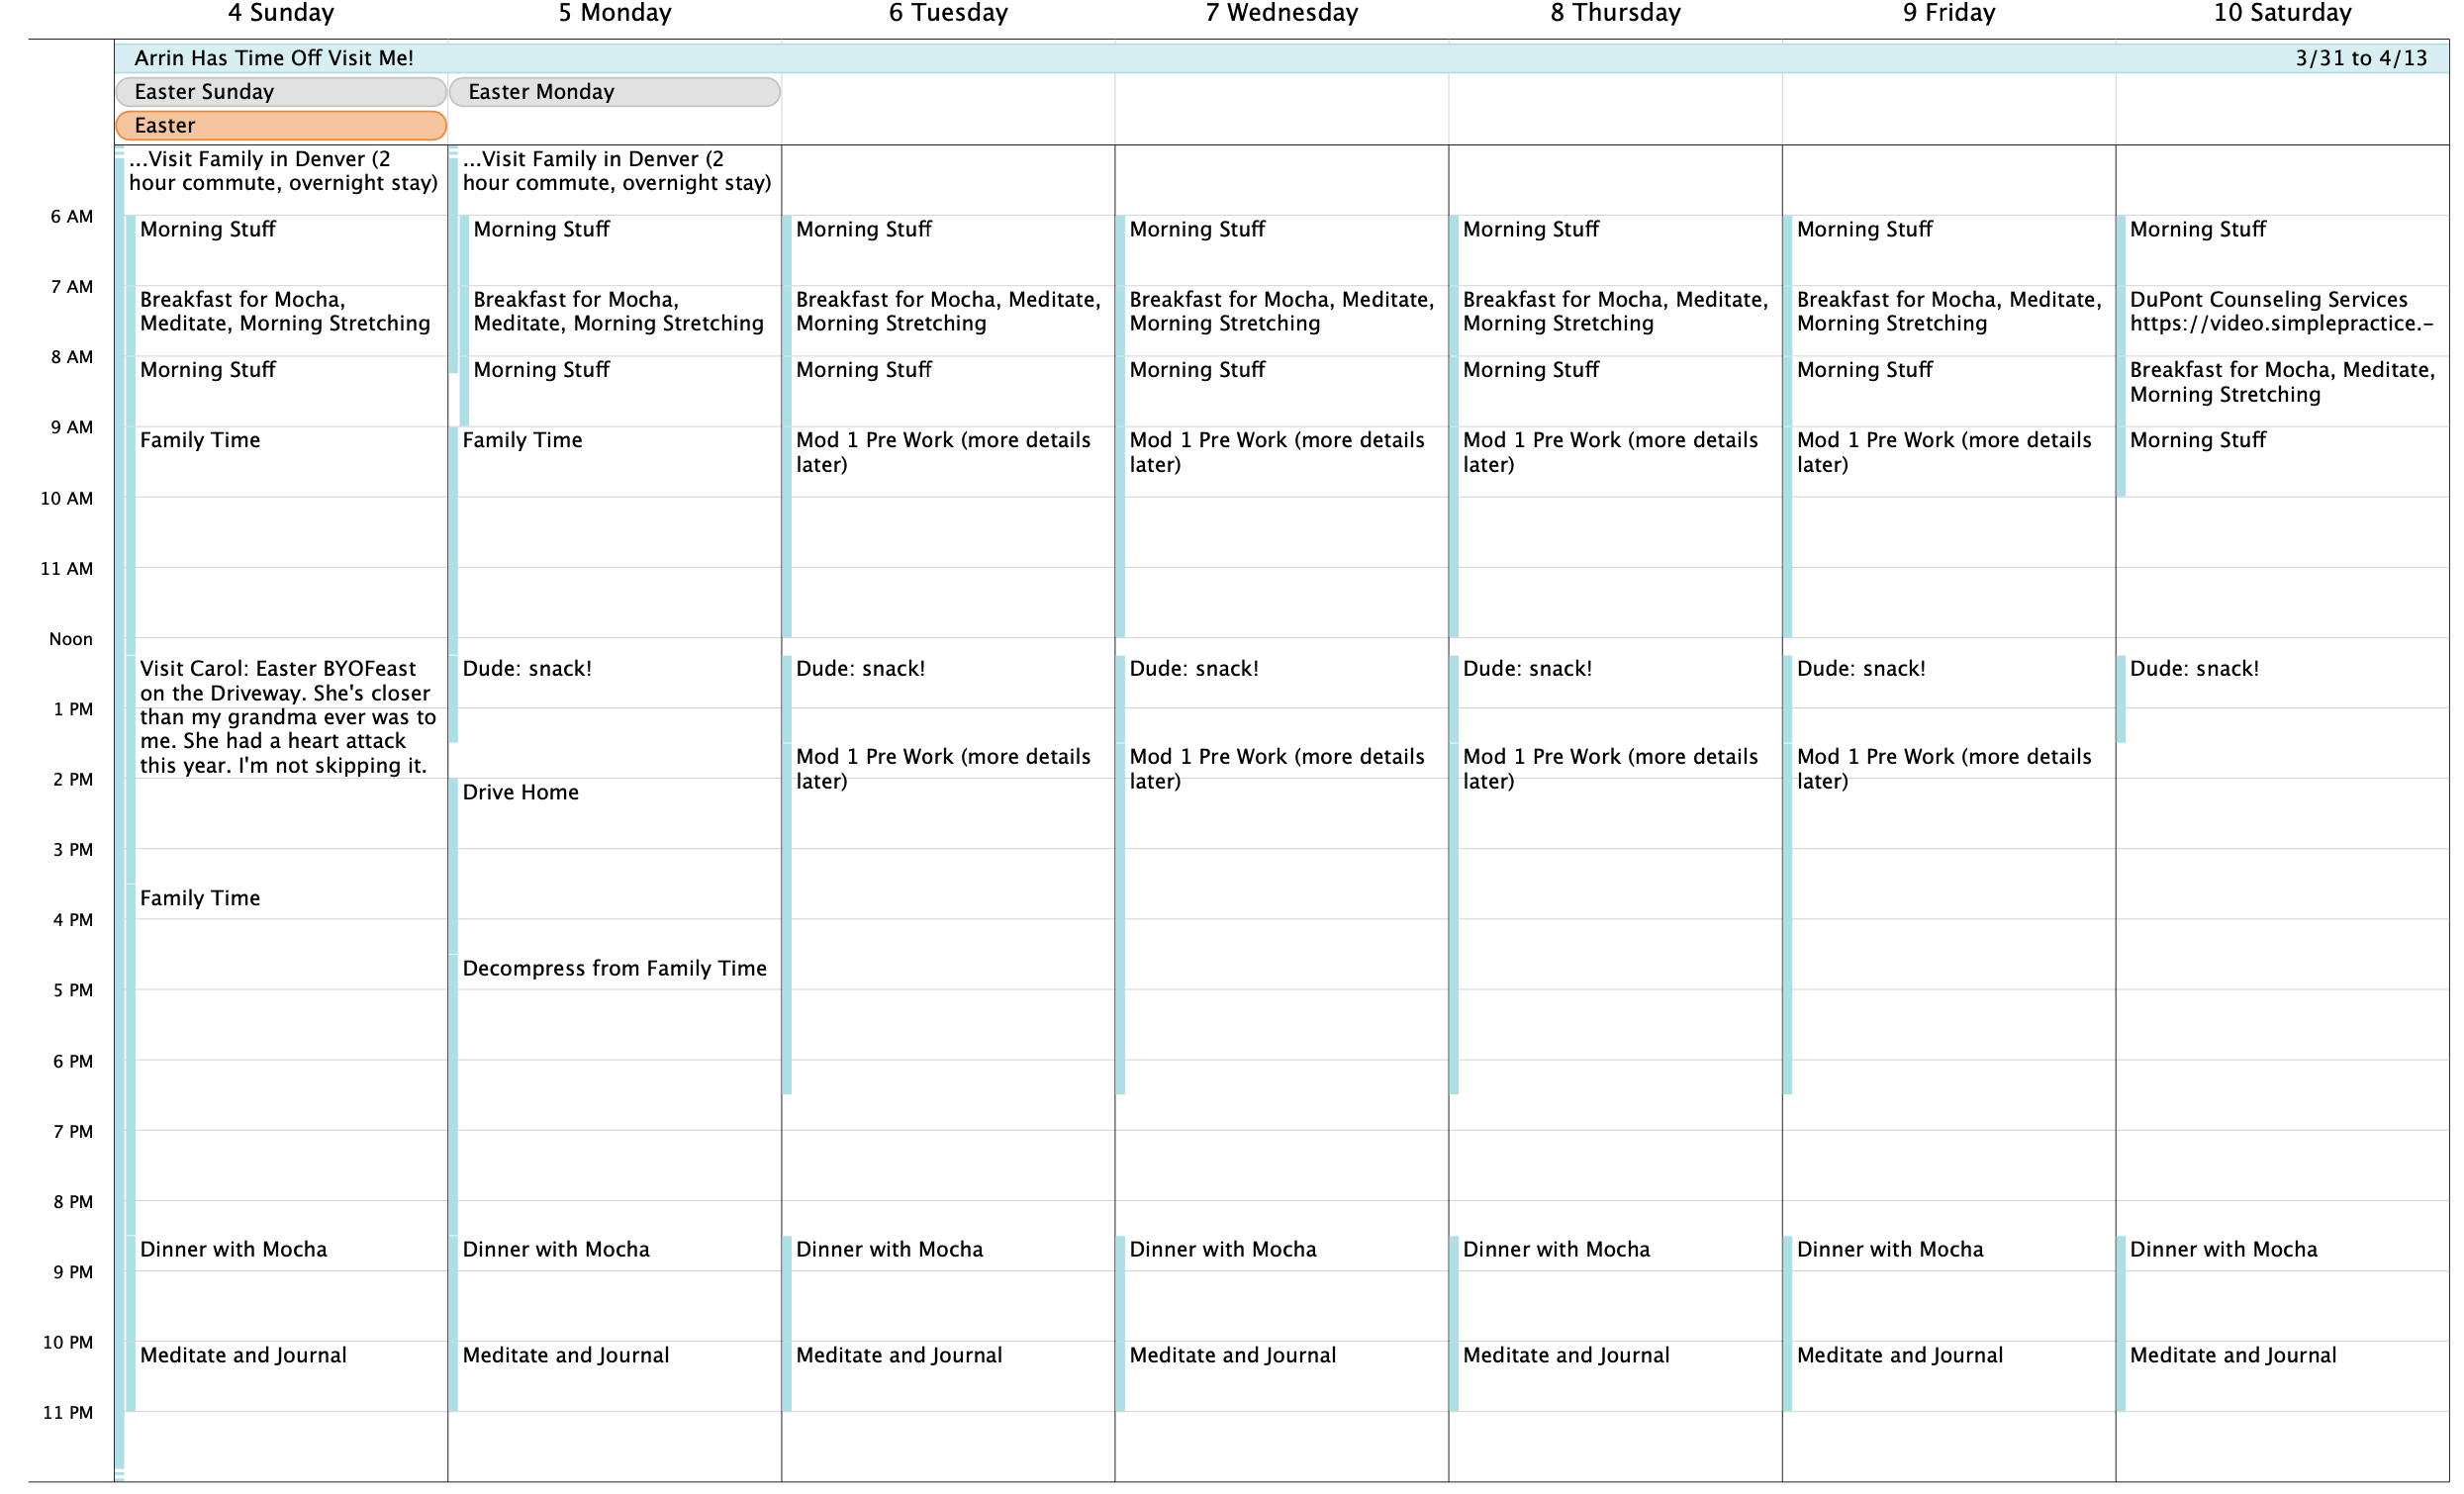 4 Sunday
5 Monday
6 Tuesday
7 Wednesday
8 Thursday
9 Friday
10 Saturday
Arrin Has Time Off Visit Me!
3/31 to 4/13
Easter Sunday
Easter Monday
Easter
6 AM
7 AM
8 AM
9 AM
10 AM
11 AM
Noon
1 PM
2 PM
3 PM
4 PM
5 PM
6 PM
7 PM
8 PM
9 PM
10 PM
11 PM
...Visit Family in Denver (2
hour commute, overnight stay)
Morning Stuff
Breakfast for Mocha,
Meditate, Morning Stretching
Morning Stuff
Family Time
Visit Carol: Easter BYOFeast
on the Driveway. She's closer
than my grandma ever was to
me. She had a heart attack
this year. I'm not skipping it.
Family Time
Dinner with Mocha
Meditate and Journal
...Visit Family in Denver (2
hour commute, overnight stay)
Morning Stuff
Breakfast for Mocha,
Meditate, Morning Stretching
Morning Stuff
Family Time
Dude: snack!
Drive Home
Decompress from Family Time
Dinner with Mocha
Meditate and Journal
Morning Stuff
Breakfast for Mocha, Meditate,
Morning Stretching
Morning Stuff
Mod 1 Pre Work (more details
later)
Dude: snack!
Mod 1 Pre Work (more details
later)
Dinner with Mocha
Meditate and Journal
Morning Stuff
Breakfast for Mocha, Meditate,
Morning Stretching
Morning Stuff
Mod 1 Pre Work (more details
later)
Dude: snack!
Mod 1 Pre Work (more details
later)
Dinner with Mocha
Meditate and Journal
Morning Stuff
Breakfast for Mocha, Meditate,
Morning Stretching
Morning Stuff
Mod 1 Pre Work (more details
later)
Dude: snack!
Mod 1 Pre Work (more details
later)
Dinner with Mocha
Meditate and Journal
Morning Stuff
Breakfast for Mocha, Meditate,
Morning Stretching
Morning Stuff
Mod 1 Pre Work (more details
later)
Dude: snack!
Mod 1 Pre Work (more details
later)
Dinner with Mocha
Meditate and Journal
Morning Stuff
DuPont Counseling Services
https://video.simplepractice.-
Breakfast for Mocha, Meditate,
Morning Stretching
Morning Stuff
Dude: snack!
Dinner with Mocha
Meditate and Journal